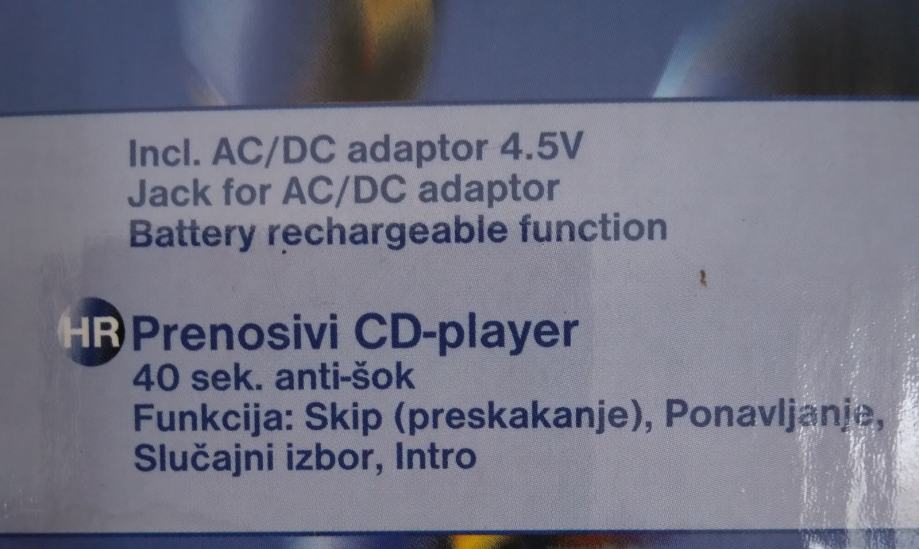 Incl. AC/DC adaptor 4.5V
Jack for AC/DC adaptor
Battery rechargeable function
HR Prenosivi CD-player
40 sek. anti-šok
Funkcija: Skip (preskakanje), Ponavljanje,
Slučajni izbor, Intro